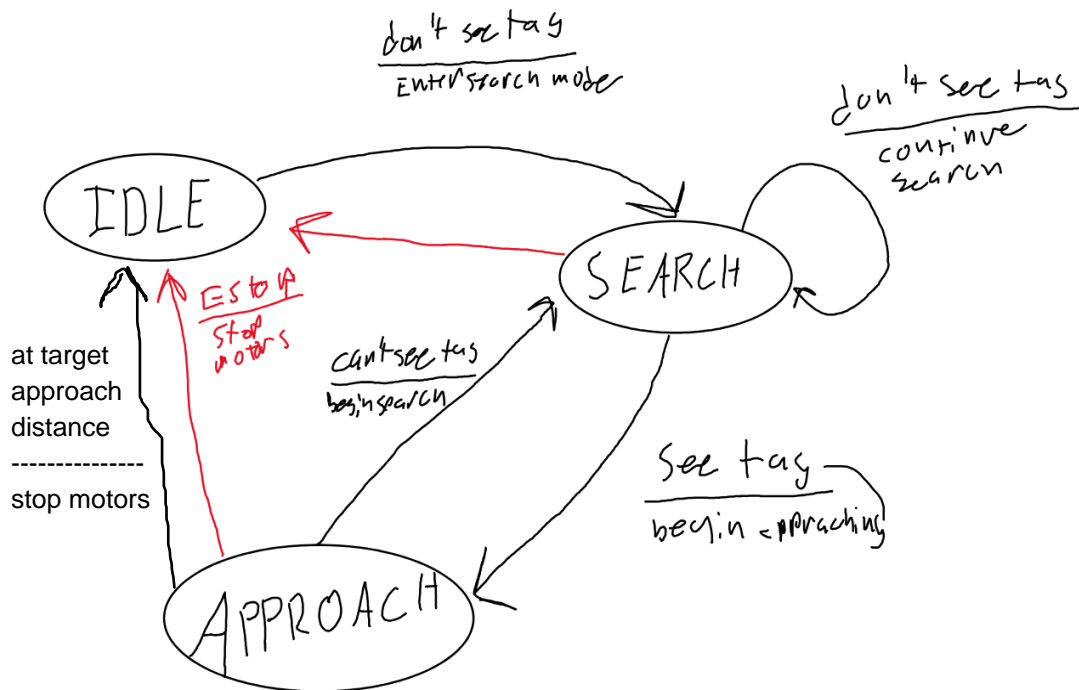 don't see tag
Enter search mode
don't see tag
continue
search
IDLE
SEARCH
EStop
stop
motors
can't see tag
begin search
at target
approach
distance
---------------
stop motors
see tag
begin appraching
APPROACH